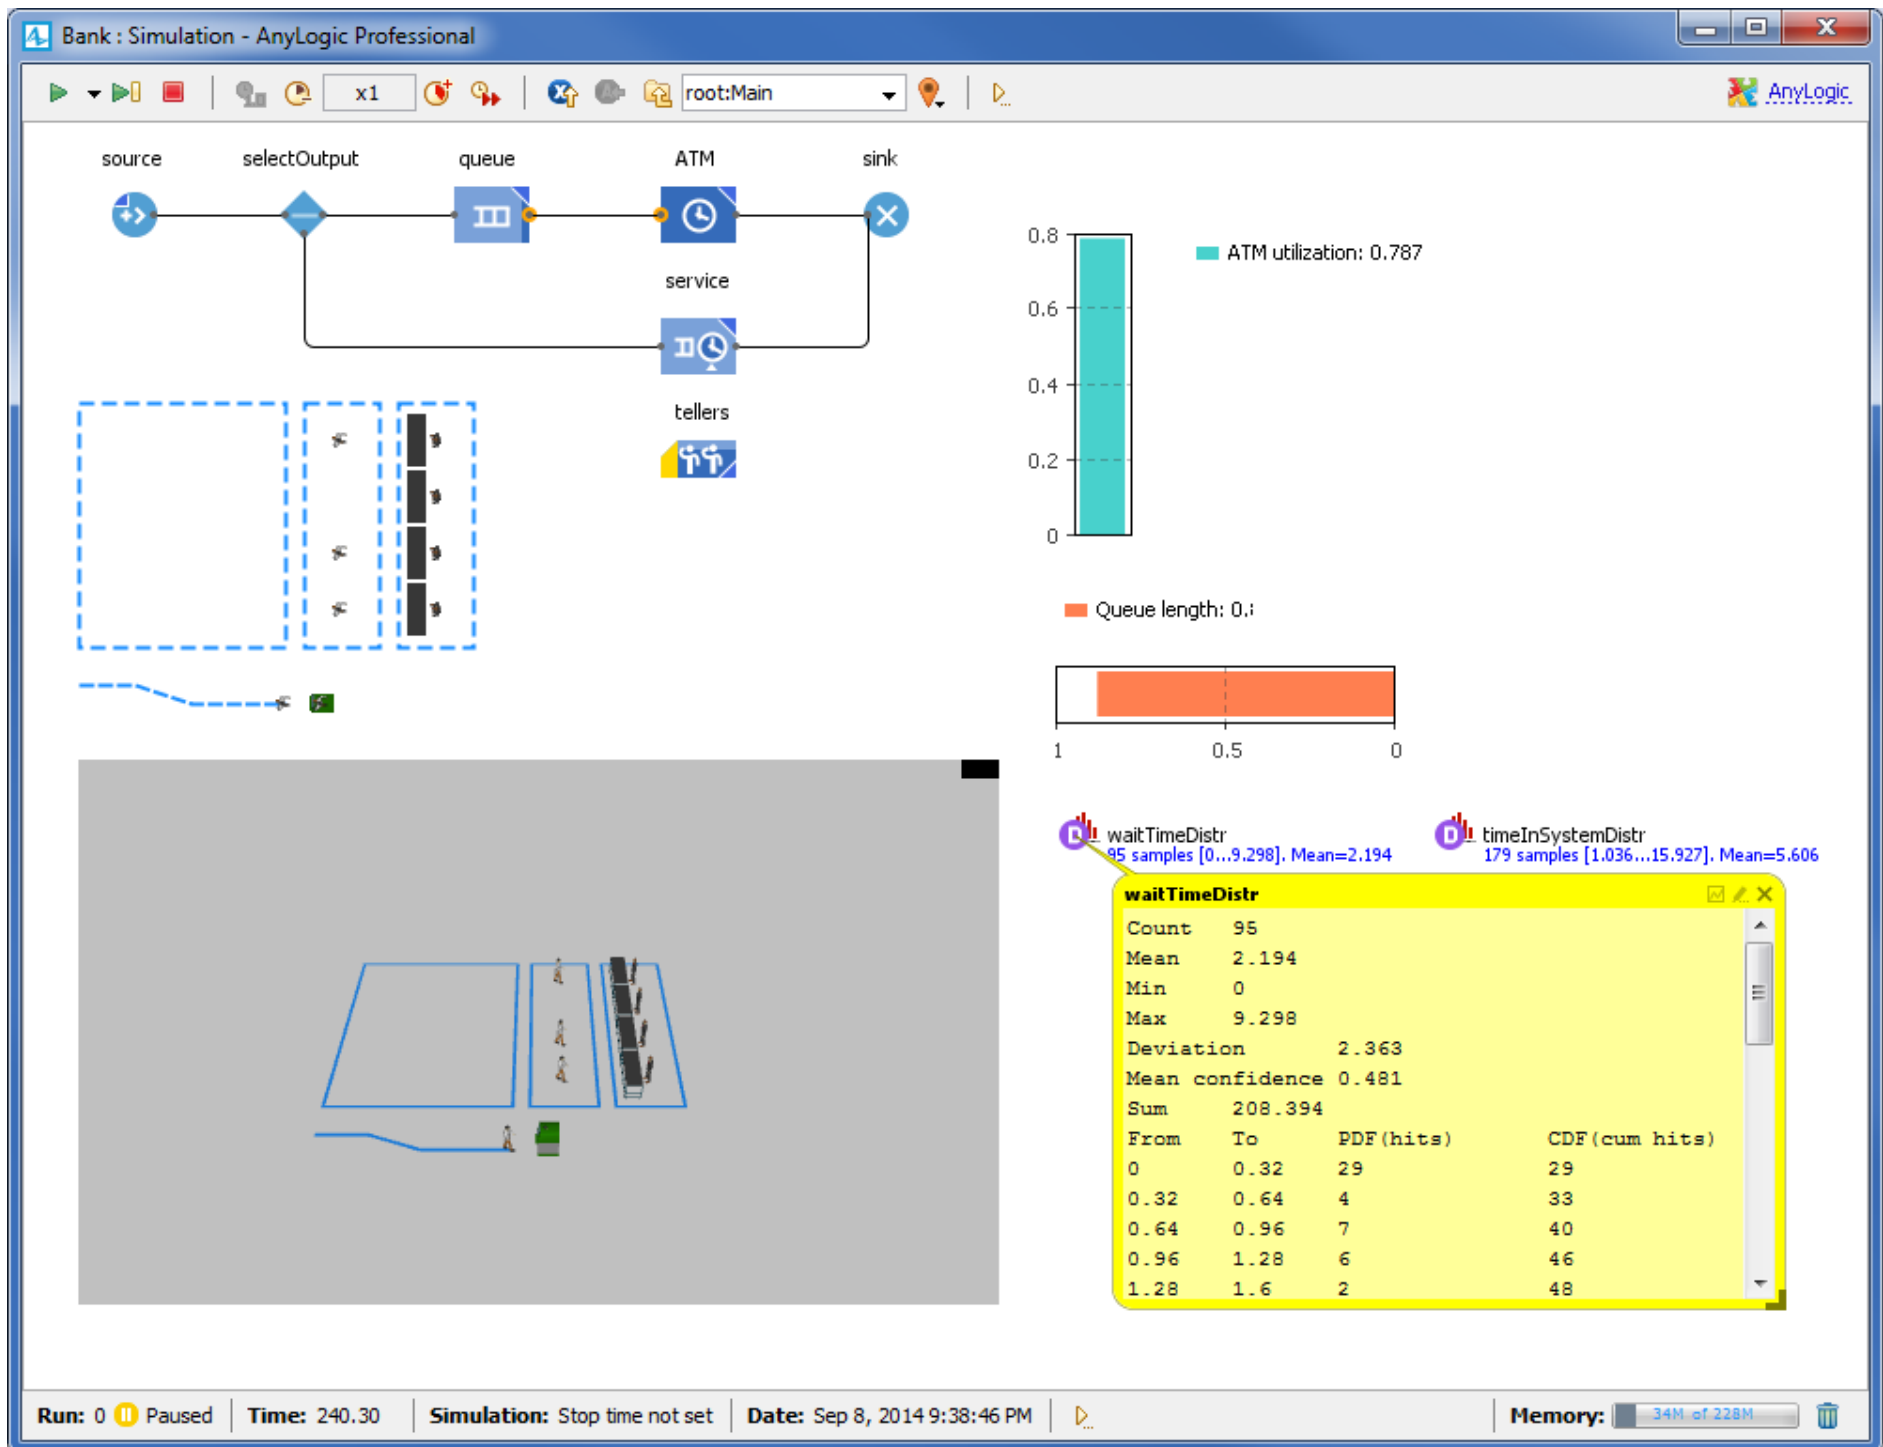 Bank : Simulation - AnyLogic Professional
x1
root:Main
AnyLogic
source selectOutput queue ATM sink
service
tellers
0.8
0.6
0.4
0.2
0
ATM utilization: 0.787
Queue length:
1 0.5 0
waitTimeDistr
95 samples [0...9.298]. Mean=2.194
timeInSystemDistr
179 samples [1.036...15.927]. Mean=5.606
waitTimeDistr
Count 95
Mean 2.194
Min 0
Max 9.298
Deviation 2.363
Mean confidence 0.481
Sum 208.394
From To PDF(hits) CDF(cum hits)
0 0.32 29 29
0.32 0.64 4 33
0.64 0.96 7 40
0.96 1.28 6 46
1.28 1.6 2 48
Run: 0 Paused Time: 240.30 Simulation: Stop time not set Date: Sep 8, 2014 9:38:46 PM Memory: 34M of 228M